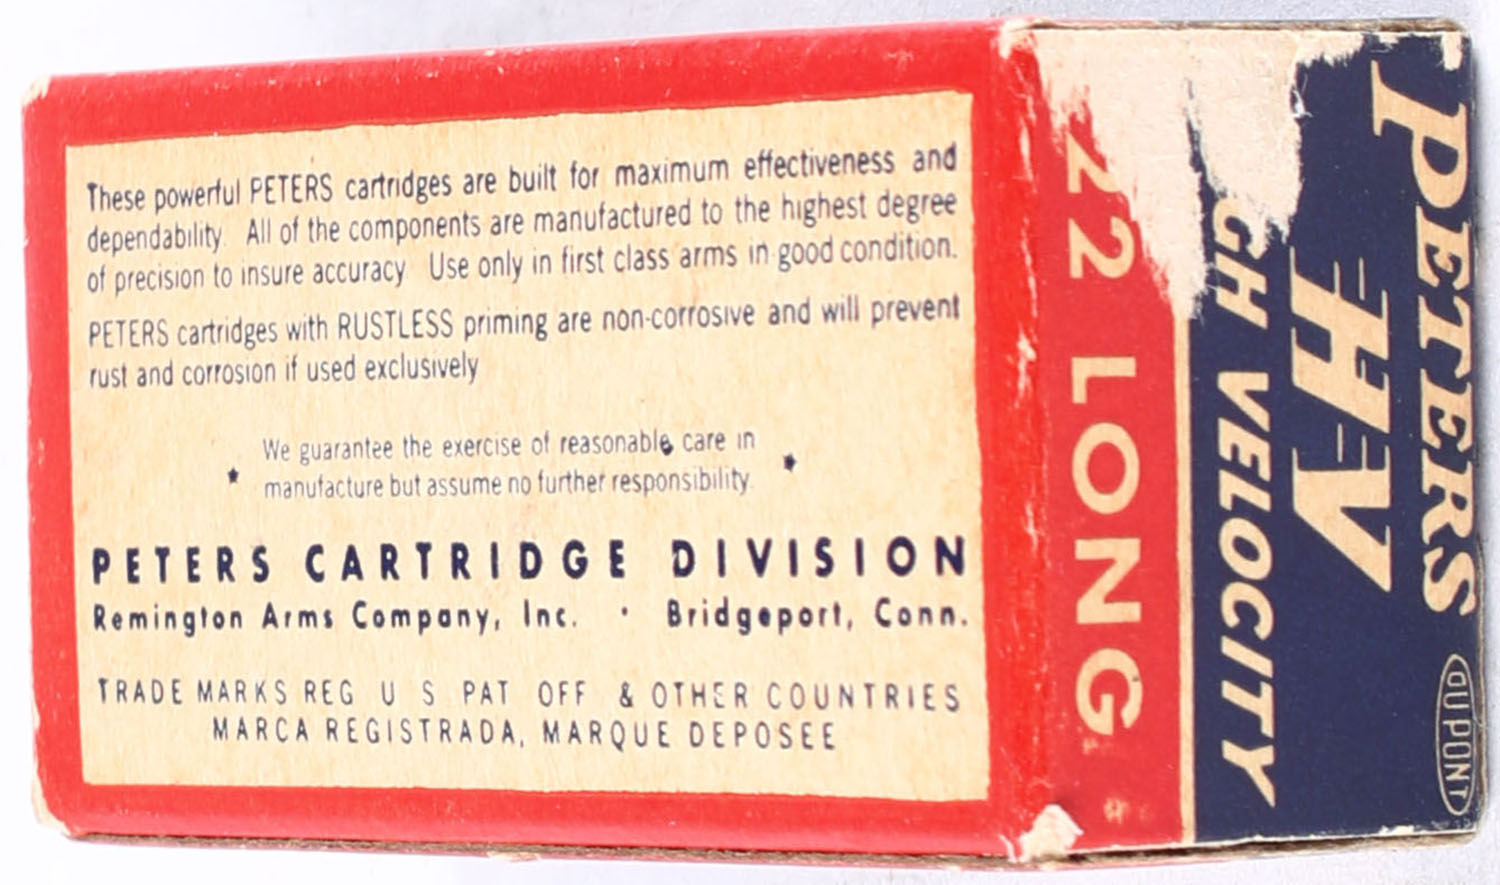 These powerful PETERS cartridges are built for maximum effectiveness and
dependability. All of the components are manufactured to the highest degree
of precision to insure accuracy Use only in first class arms in good condition.
PETERS cartridges with RUSTLESS priming are non-corrosive and will prevent
rust and corrosion if used exclusively
We guarantee the exercise of reasonable care in
manufacture but assume no further responsibility.
PETERS CARTRIDGE DIVISION
Remington Arms Company, Inc. · Bridgeport, Conn.
TRADE MARKS REG U S PAT OFF & OTHER COUNTRIES
MARCA REGISTRADA, MARQUE DEPOSEE
PETERS
DUPONT
HV
GH VELOCITY
22 LONG